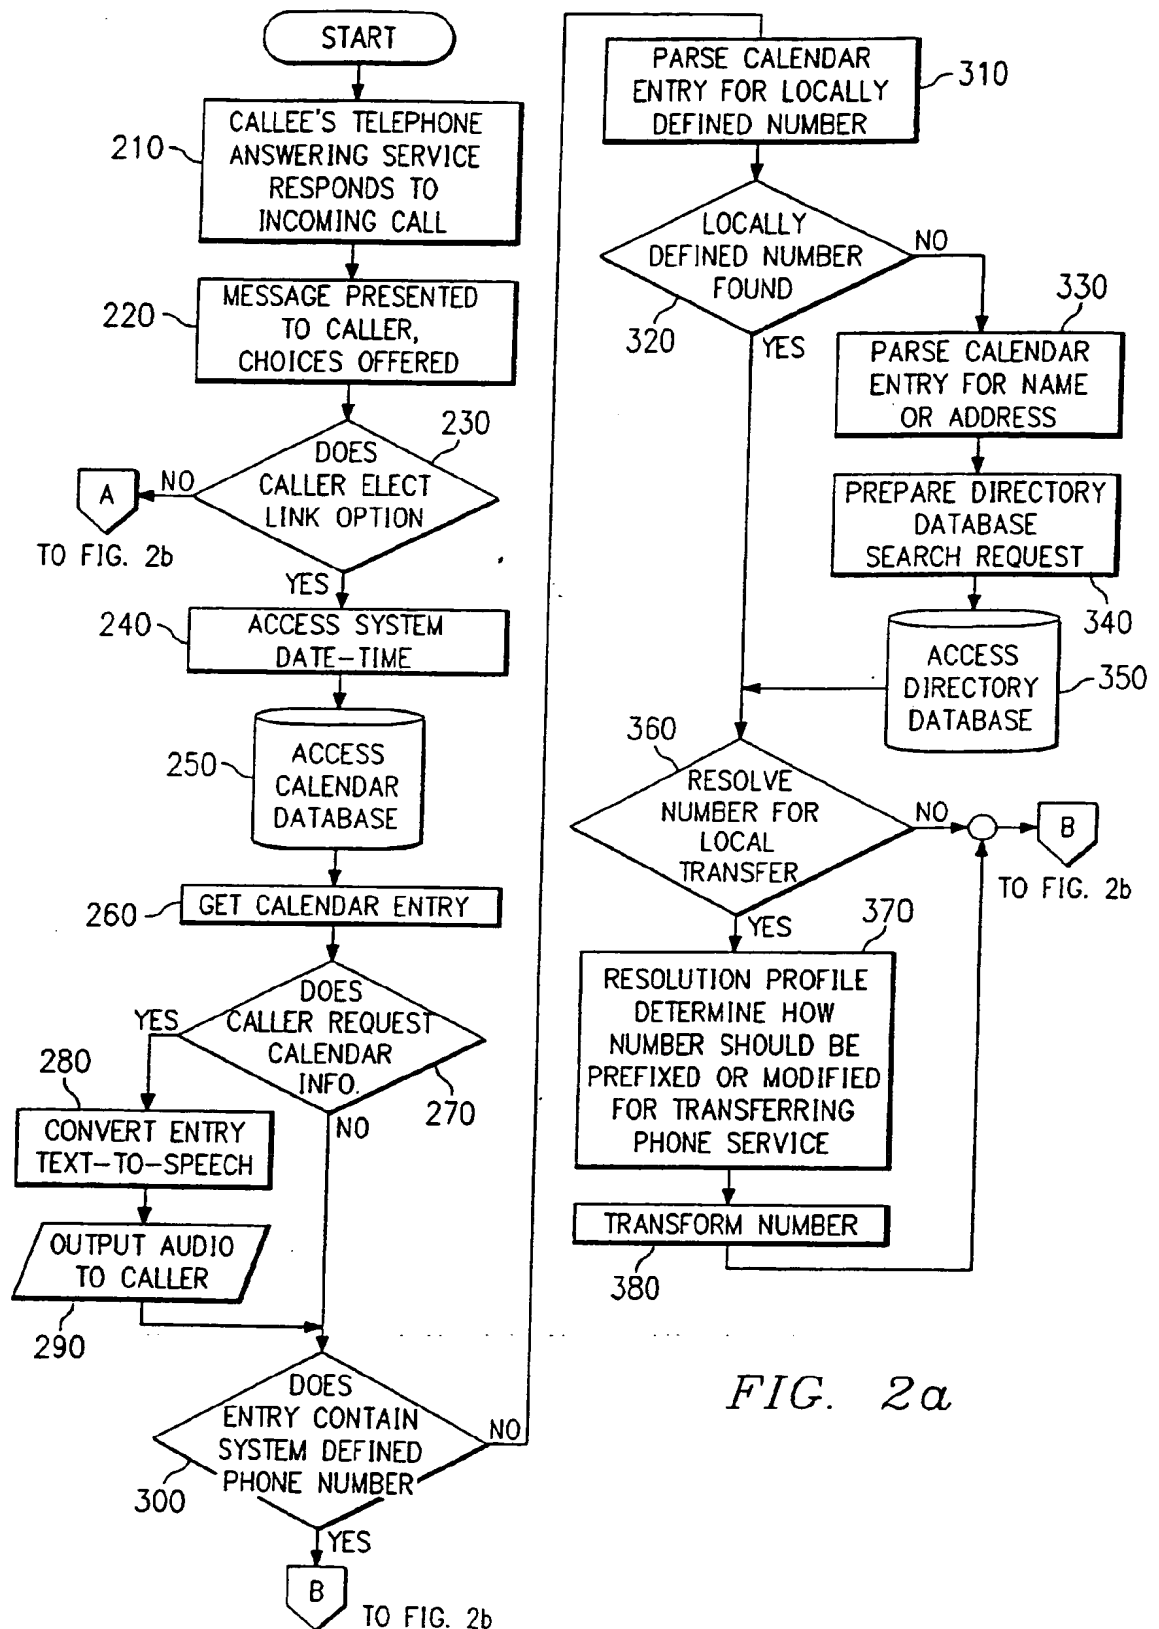 START
210
CALLEE'S TELEPHONE
ANSWERING SERVICE
RESPONDS TO
INCOMING CALL
220
MESSAGE PRESENTED
TO CALLER,
CHOICES OFFERED
230
DOES
CALLER ELECT
LINK OPTION
NO
A
TO FIG. 2b
YES
240
ACCESS SYSTEM
DATE-TIME
250
ACCESS
CALENDAR
DATABASE
260
GET CALENDAR ENTRY
DOES
CALLER REQUEST
CALENDAR
INFO.
270
YES
NO
280
CONVERT ENTRY
TEXT-TO-SPEECH
OUTPUT AUDIO
TO CALLER
290
DOES
ENTRY CONTAIN
SYSTEM DEFINED
PHONE NUMBER
300
NO
YES
B
TO FIG. 2b
PARSE CALENDAR
ENTRY FOR LOCALLY
DEFINED NUMBER
310
LOCALLY
DEFINED NUMBER
FOUND
320
NO
YES
330
PARSE CALENDAR
ENTRY FOR NAME
OR ADDRESS
PREPARE DIRECTORY
DATABASE
SEARCH REQUEST
340
ACCESS
DIRECTORY
DATABASE
350
360
RESOLVE
NUMBER FOR
LOCAL
TRANSFER
NO
B
TO FIG. 2b
YES
370
RESOLUTION PROFILE
DETERMINE HOW
NUMBER SHOULD BE
PREFIXED OR MODIFIED
FOR TRANSFERRING
PHONE SERVICE
TRANSFORM NUMBER
380
FIG. 2a